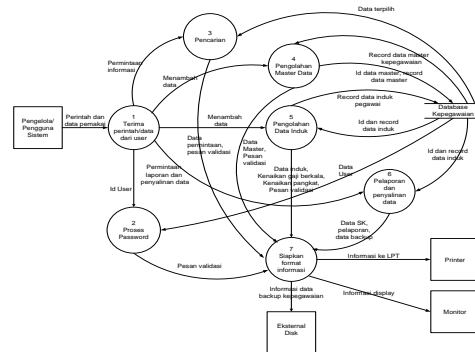 Data terpilih
3
Pencarian
Permintaan
informasi
Menambah
data
4
Pengolahan
Master Data
Record data master
kepegawaian
Id data master, record
data master
Record data induk
pegawai
Database
Kepegawaian
Pengelola/
Pengguna
Sistem
Perintah dan
data pemakai
1
Terima
perintah/data
dari user
Menambah
data
5
Pengolahan
Data Induk
Id dan record
data induk
Data
permintaan,
pesan validasi
Data
Master,
Pesan
validasi
Permintaan
laporan dan
penyalinan data
Data Induk,
Kenaikan gaji berkala,
Kenaikan pangkat,
Pesan validasi
Data
User
Id dan record
data induk
6
Pelaporan
dan
penyalinan
data
Id User
2
Proses
Password
Data SK,
pelaporan,
data backup
7
Siapkan
format
informasi
Pesan validasi
Informasi ke LPT
Printer
Informasi data
backup kepegawaian
Informasi display
Monitor
Eksternal
Disk